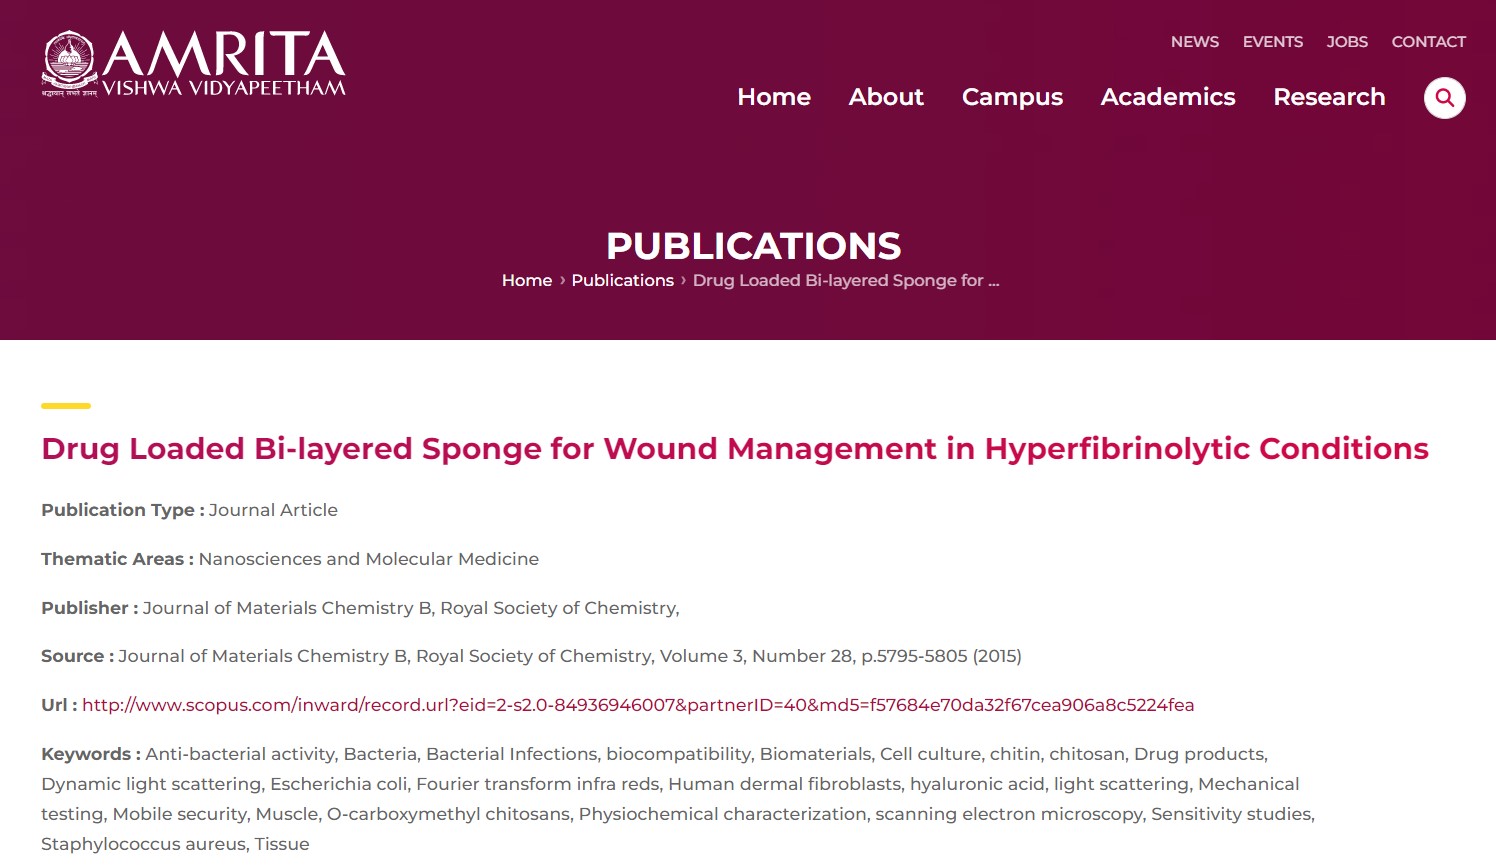 AMRITA
VISHWA VIDYAPEETHAM
श्रद्धावान् लभते ज्ञानम्
NEWS EVENTS JOBS CONTACT
Home About Campus Academics Research
PUBLICATIONS
Home › Publications › Drug Loaded Bi-layered Sponge for ...
Drug Loaded Bi-layered Sponge for Wound Management in Hyperfibrinolytic Conditions
Publication Type : Journal Article
Thematic Areas : Nanosciences and Molecular Medicine
Publisher : Journal of Materials Chemistry B, Royal Society of Chemistry,
Source : Journal of Materials Chemistry B, Royal Society of Chemistry, Volume 3, Number 28, p.5795-5805 (2015)
Url : http://www.scopus.com/inward/record.url?eid=2-s2.0-84936946007&partnerID=40&md5=f57684e70da32f67cea906a8c5224fea
Keywords : Anti-bacterial activity, Bacteria, Bacterial Infections, biocompatibility, Biomaterials, Cell culture, chitin, chitosan, Drug products,
Dynamic light scattering, Escherichia coli, Fourier transform infra reds, Human dermal fibroblasts, hyaluronic acid, light scattering, Mechanical
testing, Mobile security, Muscle, O-carboxymethyl chitosans, Physiochemical characterization, scanning electron microscopy, Sensitivity studies,
Staphylococcus aureus, Tissue